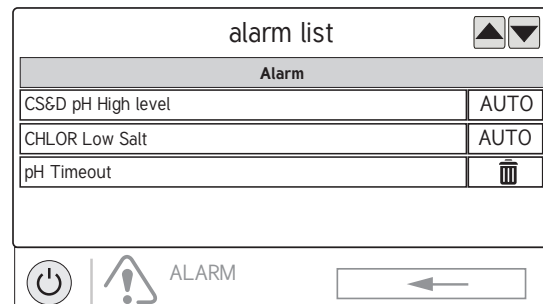 alarm list
Alarm
CS&D pH High level AUTO
CHLOR Low Salt AUTO
pH Timeout
ALARM